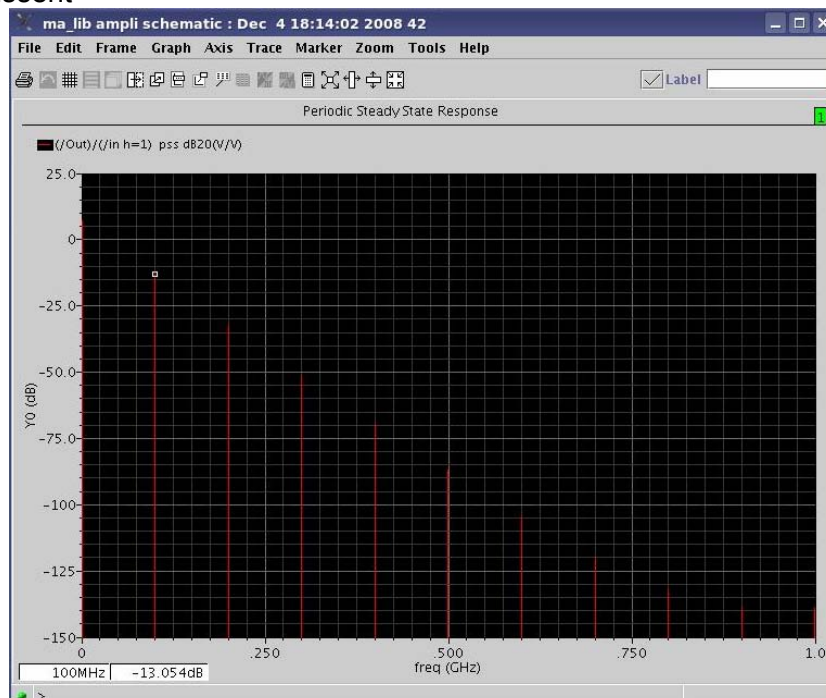 ma_lib ampli schematic : Dec 4 18:14:02 2008 42
File Edit Frame Graph Axis Trace Marker Zoom Tools Help
Label
Periodic Steady State Response
1
(/Out)/(/in h=1) pss dB20(V/V)
25.0
0
-25.0
-50.0
-75.0
-100
-125
-150
Y0 (dB)
0 .250 .500 .750 1.0
freq (GHz)
100MHz -13.054dB
>